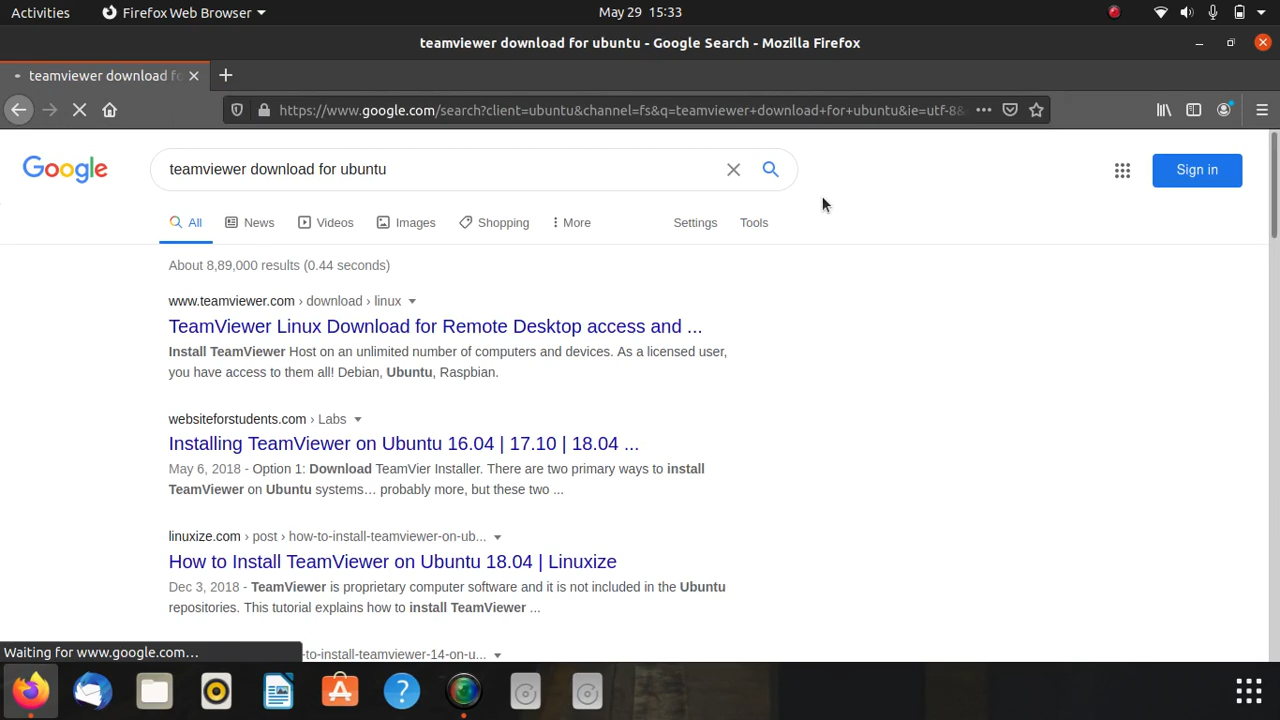 Activities Firefox Web Browser May 29 15:33
teamviewer download for ubuntu - Google Search - Mozilla Firefox
teamviewer download fo
https://www.google.com/search?client=ubuntu&channel=fs&q=teamviewer+download+for+ubuntu&ie=utf-8&
Google teamviewer download for ubuntu Sign in
All News Videos Images Shopping More Settings Tools
About 8,89,000 results (0.44 seconds)
www.teamviewer.com › download › linux
TeamViewer Linux Download for Remote Desktop access and ...
Install TeamViewer Host on an unlimited number of computers and devices. As a licensed user,
you have access to them all! Debian, Ubuntu, Raspbian.
websiteforstudents.com › Labs
Installing TeamViewer on Ubuntu 16.04 | 17.10 | 18.04 ...
May 6, 2018 - Option 1: Download TeamVier Installer. There are two primary ways to install
TeamViewer on Ubuntu systems… probably more, but these two ...
linuxize.com › post › how-to-install-teamviewer-on-ub...
How to Install TeamViewer on Ubuntu 18.04 | Linuxize
Dec 3, 2018 - TeamViewer is proprietary computer software and it is not included in the Ubuntu
repositories. This tutorial explains how to install TeamViewer ...
Waiting for www.google.com… -to-install-teamviewer-14-on-u...